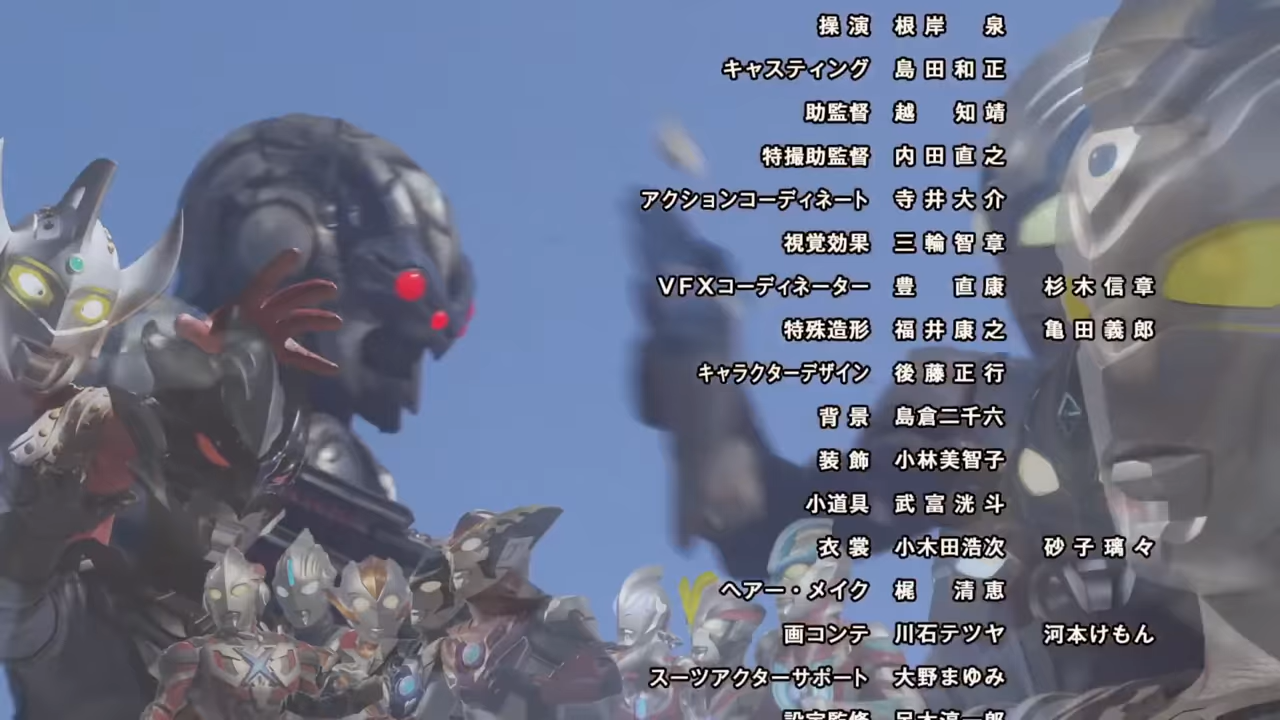 操演 根岸 泉
キャスティング 島田和正
助監督 越 知靖
特撮助監督 内田直之
アクションコーディネート 寺井大介
視覚効果 三輪智章
VFXコーディネーター 豊 直康 杉木信章
特殊造形 福井康之 亀田義郎
キャラクターデザイン 後藤正行
背景 島倉二千六
装飾 小林美智子
小道具 武富洸斗
衣裳 小木田浩次 砂子璃々
ヘアー・メイク 梶 清恵
画コンテ 川石テツヤ 河本けもん
スーツアクターサポート 大野まゆみ